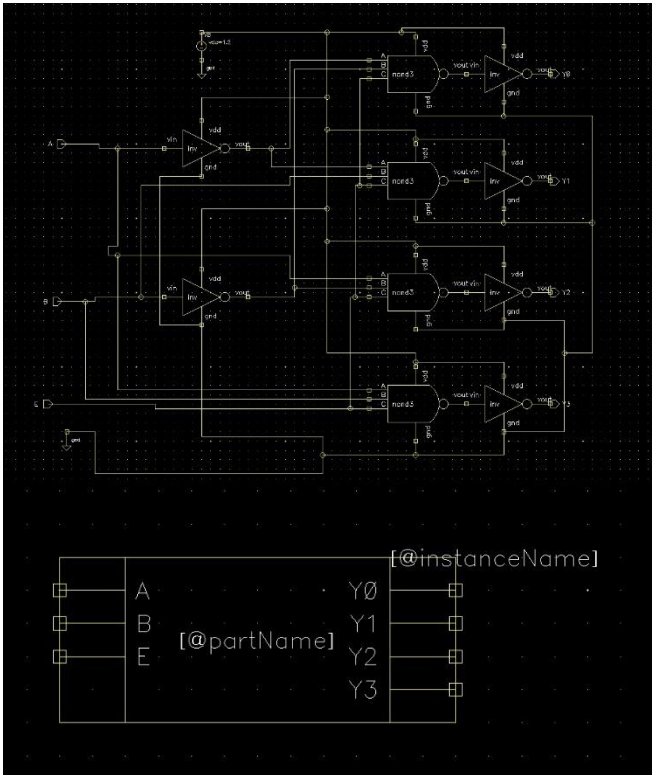 vdc=1.2
gnd
A
B
C
nand3
vdd
gnd
vout
vin
inv
vdd
gnd
vout
Y0
A
vin
inv
vdd
gnd
vout
A
B
C
nand3
vdd
gnd
vout
vin
inv
vdd
gnd
vout
Y1
B
vin
inv
vdd
gnd
vout
A
B
C
nand3
vdd
gnd
vout
vin
inv
vdd
gnd
vout
Y2
E
gnd
A
B
C
nand3
vdd
gnd
vout
vin
inv
vdd
gnd
vout
Y3
[@instanceName]
A Y0
B Y1
[@partName]
E Y2
Y3